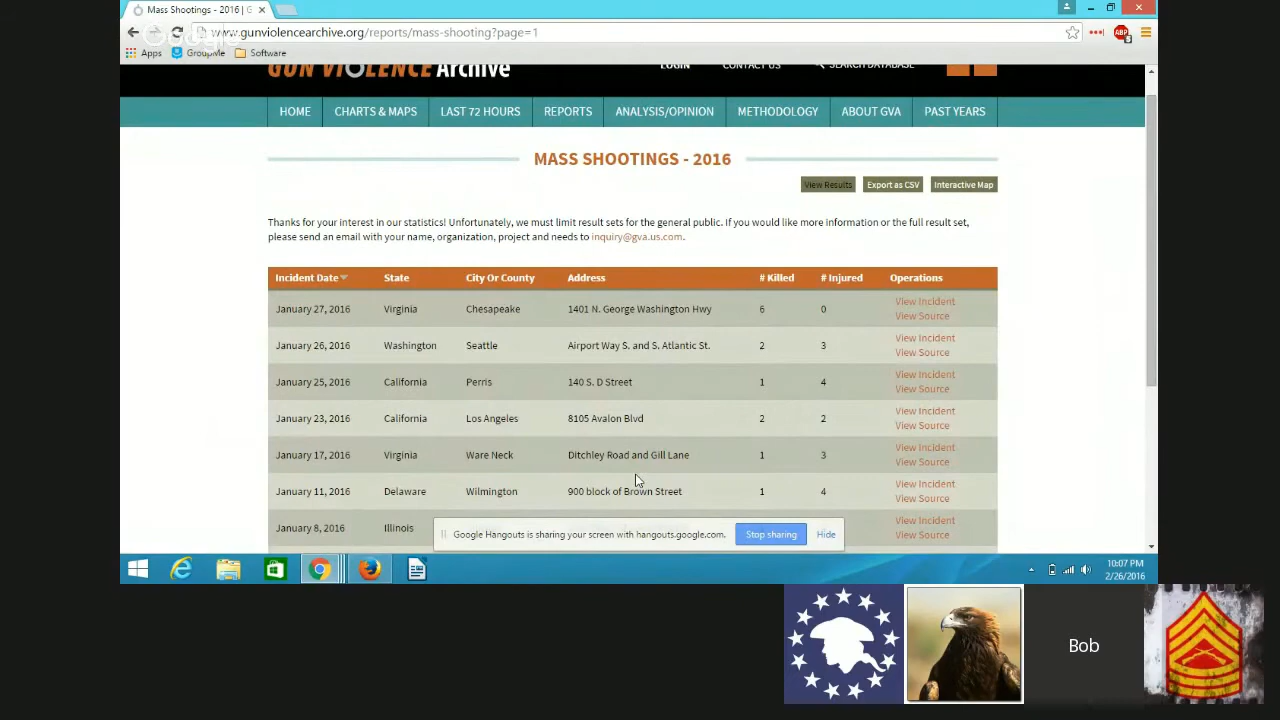 Mass Shootings - 2016 | G
www.gunviolencearchive.org/reports/mass-shooting?page=1
Google
ABP
Apps GroupMe Software
GUN VIOLENCE Archive LOGIN CONTACT US SEARCH DATABASE
HOME CHARTS & MAPS LAST 72 HOURS REPORTS ANALYSIS/OPINION METHODOLOGY ABOUT GVA PAST YEARS
MASS SHOOTINGS - 2016
View Results Export as CSV Interactive Map
Thanks for your interest in our statistics! Unfortunately, we must limit result sets for the general public. If you would like more information or the full result set,
please send an email with your name, organization, project and needs to inquiry@gva.us.com.
Incident Date State City Or County Address # Killed # Injured Operations
January 27, 2016 Virginia Chesapeake 1401 N. George Washington Hwy 6 0 View Incident
View Source
January 26, 2016 Washington Seattle Airport Way S. and S. Atlantic St. 2 3 View Incident
View Source
January 25, 2016 California Perris 140 S. D Street 1 4 View Incident
View Source
January 23, 2016 California Los Angeles 8105 Avalon Blvd 2 2 View Incident
View Source
January 17, 2016 Virginia Ware Neck Ditchley Road and Gill Lane 1 3 View Incident
View Source
January 11, 2016 Delaware Wilmington 900 block of Brown Street 1 4 View Incident
View Source
January 8, 2016 Illinois View Incident
View Source
Google Hangouts is sharing your screen with hangouts.google.com. Stop sharing Hide
10:07 PM
2/26/2016
Bob